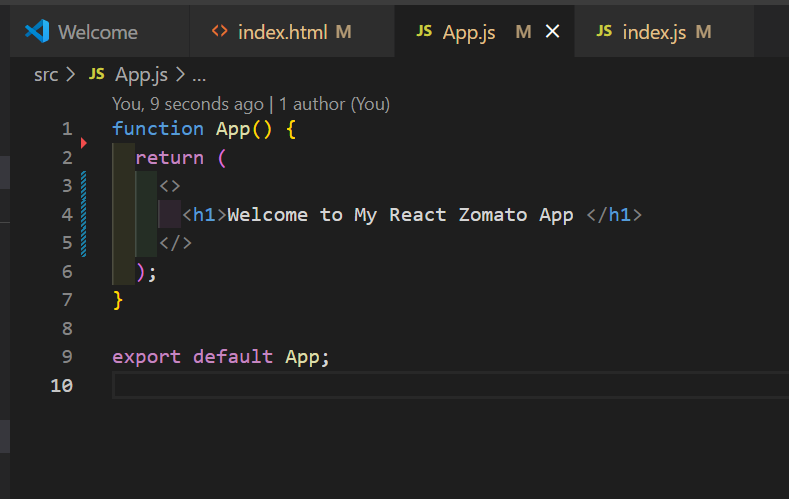 Welcome <> index.html M JS App.js M JS index.js M
src > JS App.js > ...
You, 9 seconds ago | 1 author (You)
1 function App() {
2 return (
3 <>
4 <h1>Welcome to My React Zomato App </h1>
5 </>
6 );
7 }
8
9 export default App;
10